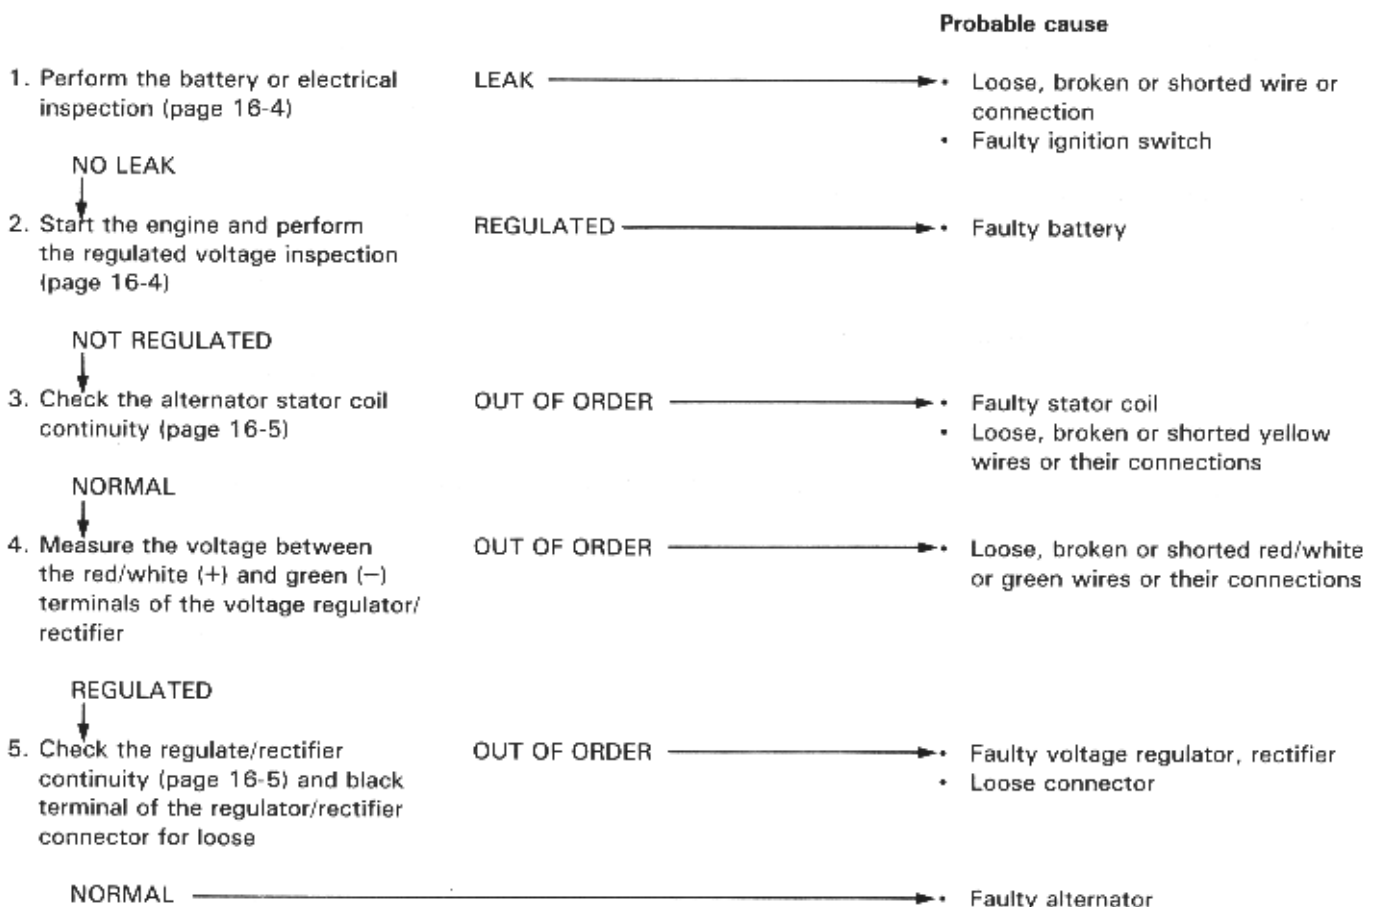 Probable cause
1. Perform the battery or electrical
inspection (page 16-4)
LEAK
• Loose, broken or shorted wire or
connection
• Faulty ignition switch
NO LEAK
2. Start the engine and perform
the regulated voltage inspection
(page 16-4)
REGULATED
• Faulty battery
NOT REGULATED
3. Check the alternator stator coil
continuity (page 16-5)
OUT OF ORDER
• Faulty stator coil
• Loose, broken or shorted yellow
wires or their connections
NORMAL
4. Measure the voltage between
the red/white (+) and green (−)
terminals of the voltage regulator/
rectifier
OUT OF ORDER
• Loose, broken or shorted red/white
or green wires or their connections
REGULATED
5. Check the regulate/rectifier
continuity (page 16-5) and black
terminal of the regulator/rectifier
connector for loose
OUT OF ORDER
• Faulty voltage regulator, rectifier
• Loose connector
NORMAL
• Faulty alternator